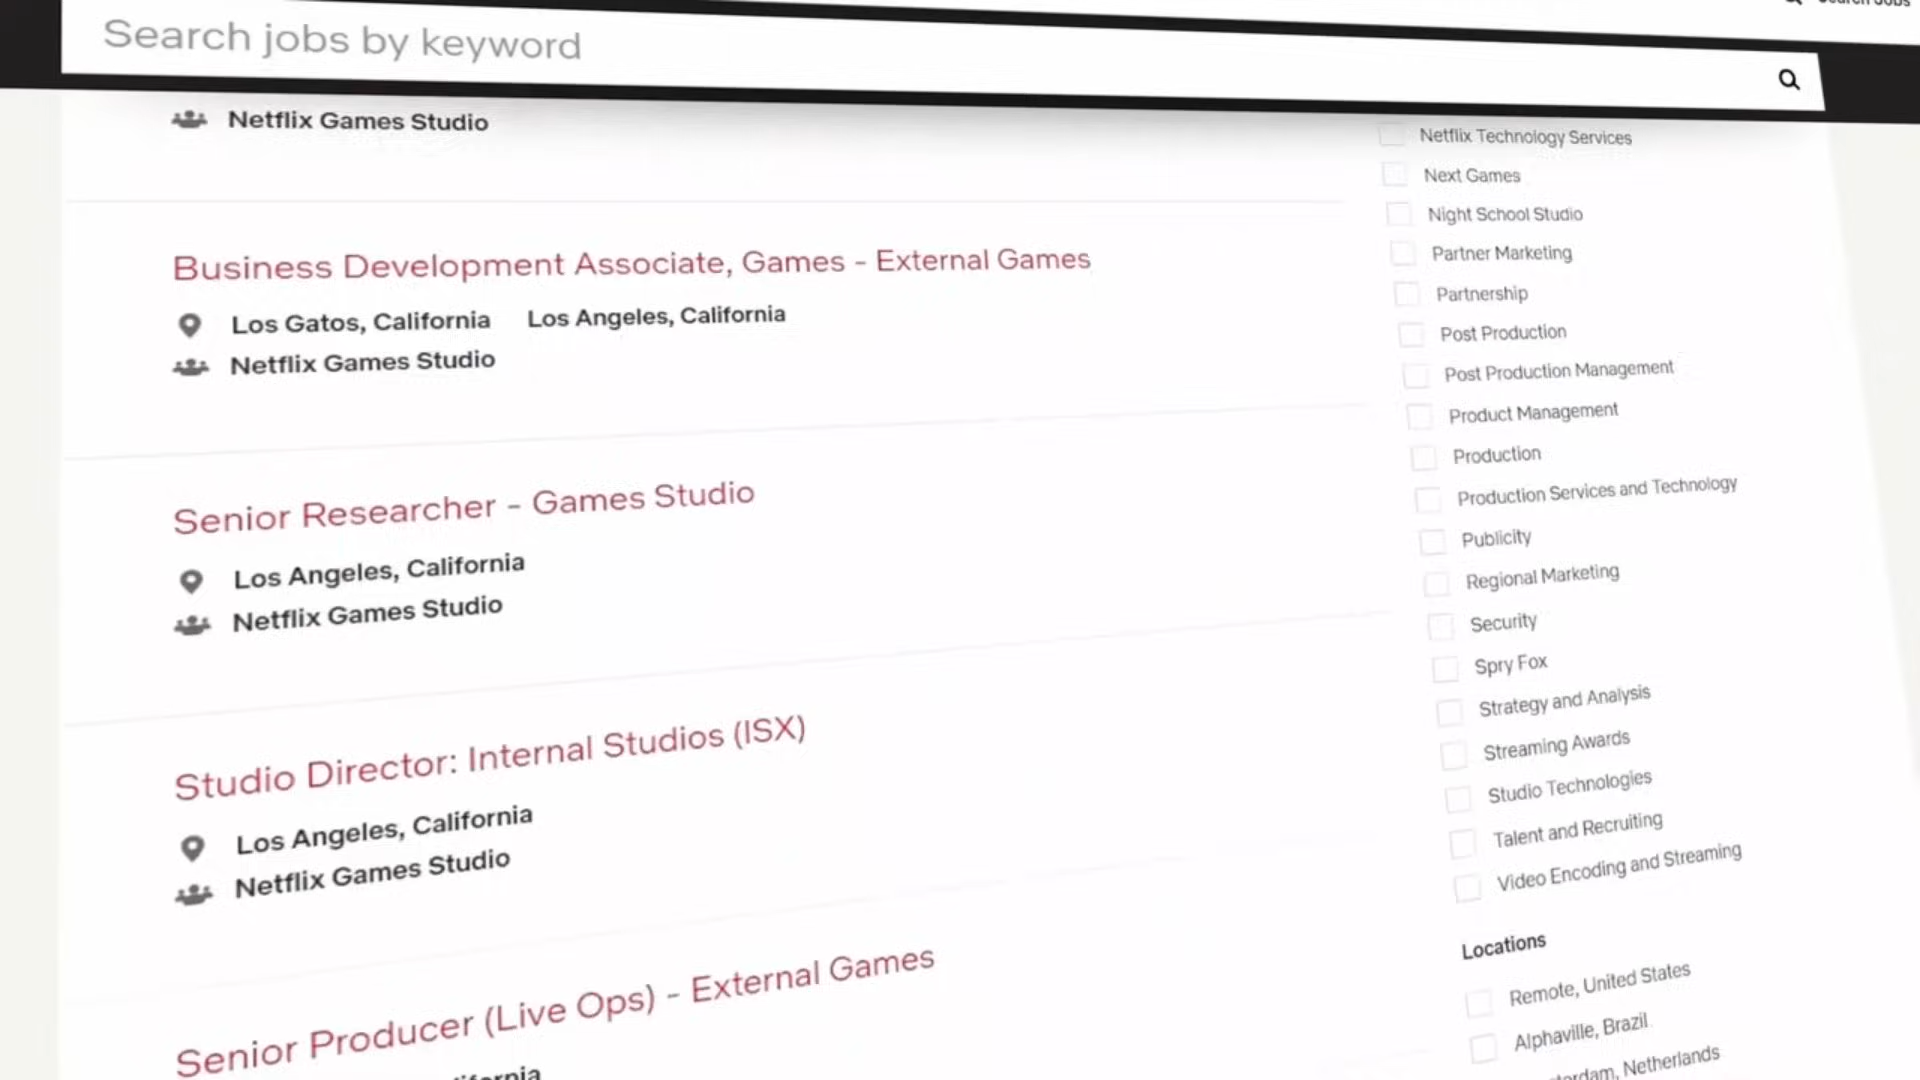 Search Jobs
Search jobs by keyword
Netflix Games Studio
Business Development Associate, Games - External Games
Los Gatos, California Los Angeles, California
Netflix Games Studio
Senior Researcher - Games Studio
Los Angeles, California
Netflix Games Studio
Studio Director: Internal Studios (ISX)
Los Angeles, California
Netflix Games Studio
Senior Producer (Live Ops) - External Games
Netflix Technology Services
Next Games
Night School Studio
Partner Marketing
Partnership
Post Production
Post Production Management
Product Management
Production
Production Services and Technology
Publicity
Regional Marketing
Security
Spry Fox
Strategy and Analysis
Streaming Awards
Studio Technologies
Talent and Recruiting
Video Encoding and Streaming
Locations
Remote, United States
Alphaville, Brazil
Netherlands